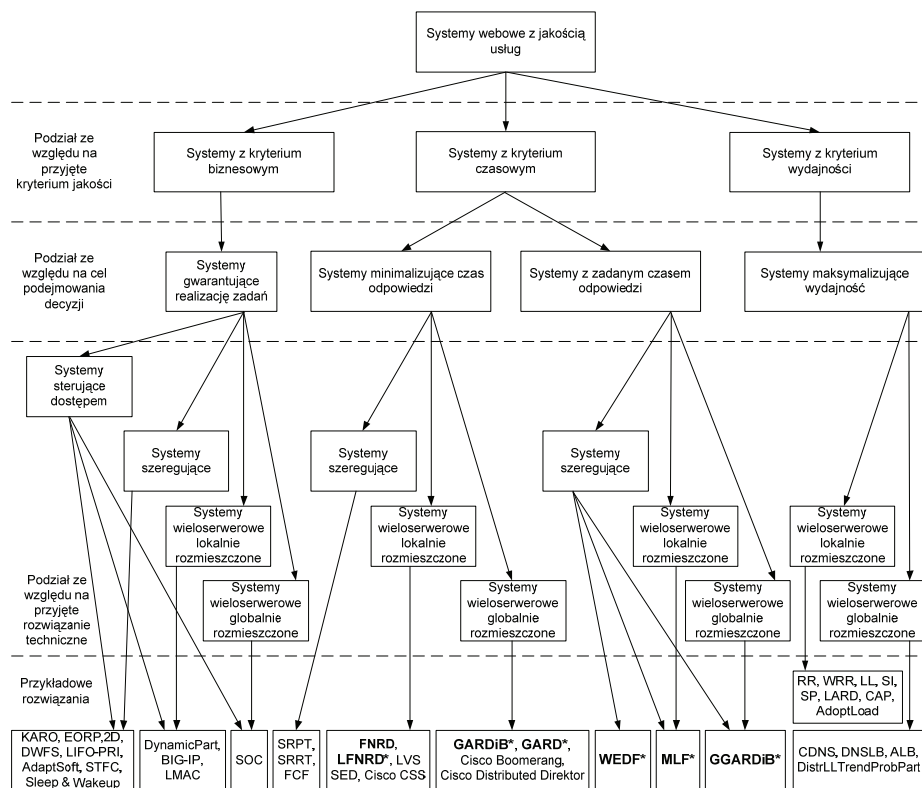 Systemy webowe z jakością
usług
Podział ze
względu na
przyjęte
kryterium jakości
Systemy z kryterium
biznesowym
Systemy z kryterium
czasowym
Systemy z kryterium
wydajności
Podział ze
względu na cel
podejmowania
decyzji
Systemy
gwarantujące
realizację zadań
Systemy minimalizujące czas
odpowiedzi
Systemy z zadanym czasem
odpowiedzi
Systemy maksymalizujące
wydajność
Systemy
sterujące
dostępem
Systemy
szeregujące
Systemy
szeregujące
Systemy
szeregujące
Systemy
wieloserwerowe
lokalnie
rozmieszczone
Systemy
wieloserwerowe
lokalnie
rozmieszczone
Systemy
wieloserwerowe
lokalnie
rozmieszczone
Systemy
wieloserwerowe
lokalnie
rozmieszczone
Podział ze
względu na
przyjęte
rozwiązanie
techniczne
Systemy
wieloserwerowe
globalnie
rozmieszczone
Systemy
wieloserwerowe
globalnie
rozmieszczone
Systemy
wieloserwerowe
globalnie
rozmieszczone
Systemy
wieloserwerowe
globalnie
rozmieszczone
Przykładowe
rozwiązania
RR, WRR, LL, SI,
SP, LARD, CAP,
AdoptLoad
KARO, EORP,2D,
DWFS, LIFO-PRI,
AdaptSoft, STFC,
Sleep & Wakeup
DynamicPart,
BIG-IP,
LMAC
SOC
SRPT,
SRRT,
FCF
FNRD,
LFNRD*, LVS
SED, Cisco CSS
GARDiB*, GARD*,
Cisco Boomerang,
Cisco Distributed Direktor
WEDF*
MLF*
GGARDiB*
CDNS, DNSLB, ALB,
DistrLLTrendProbPart